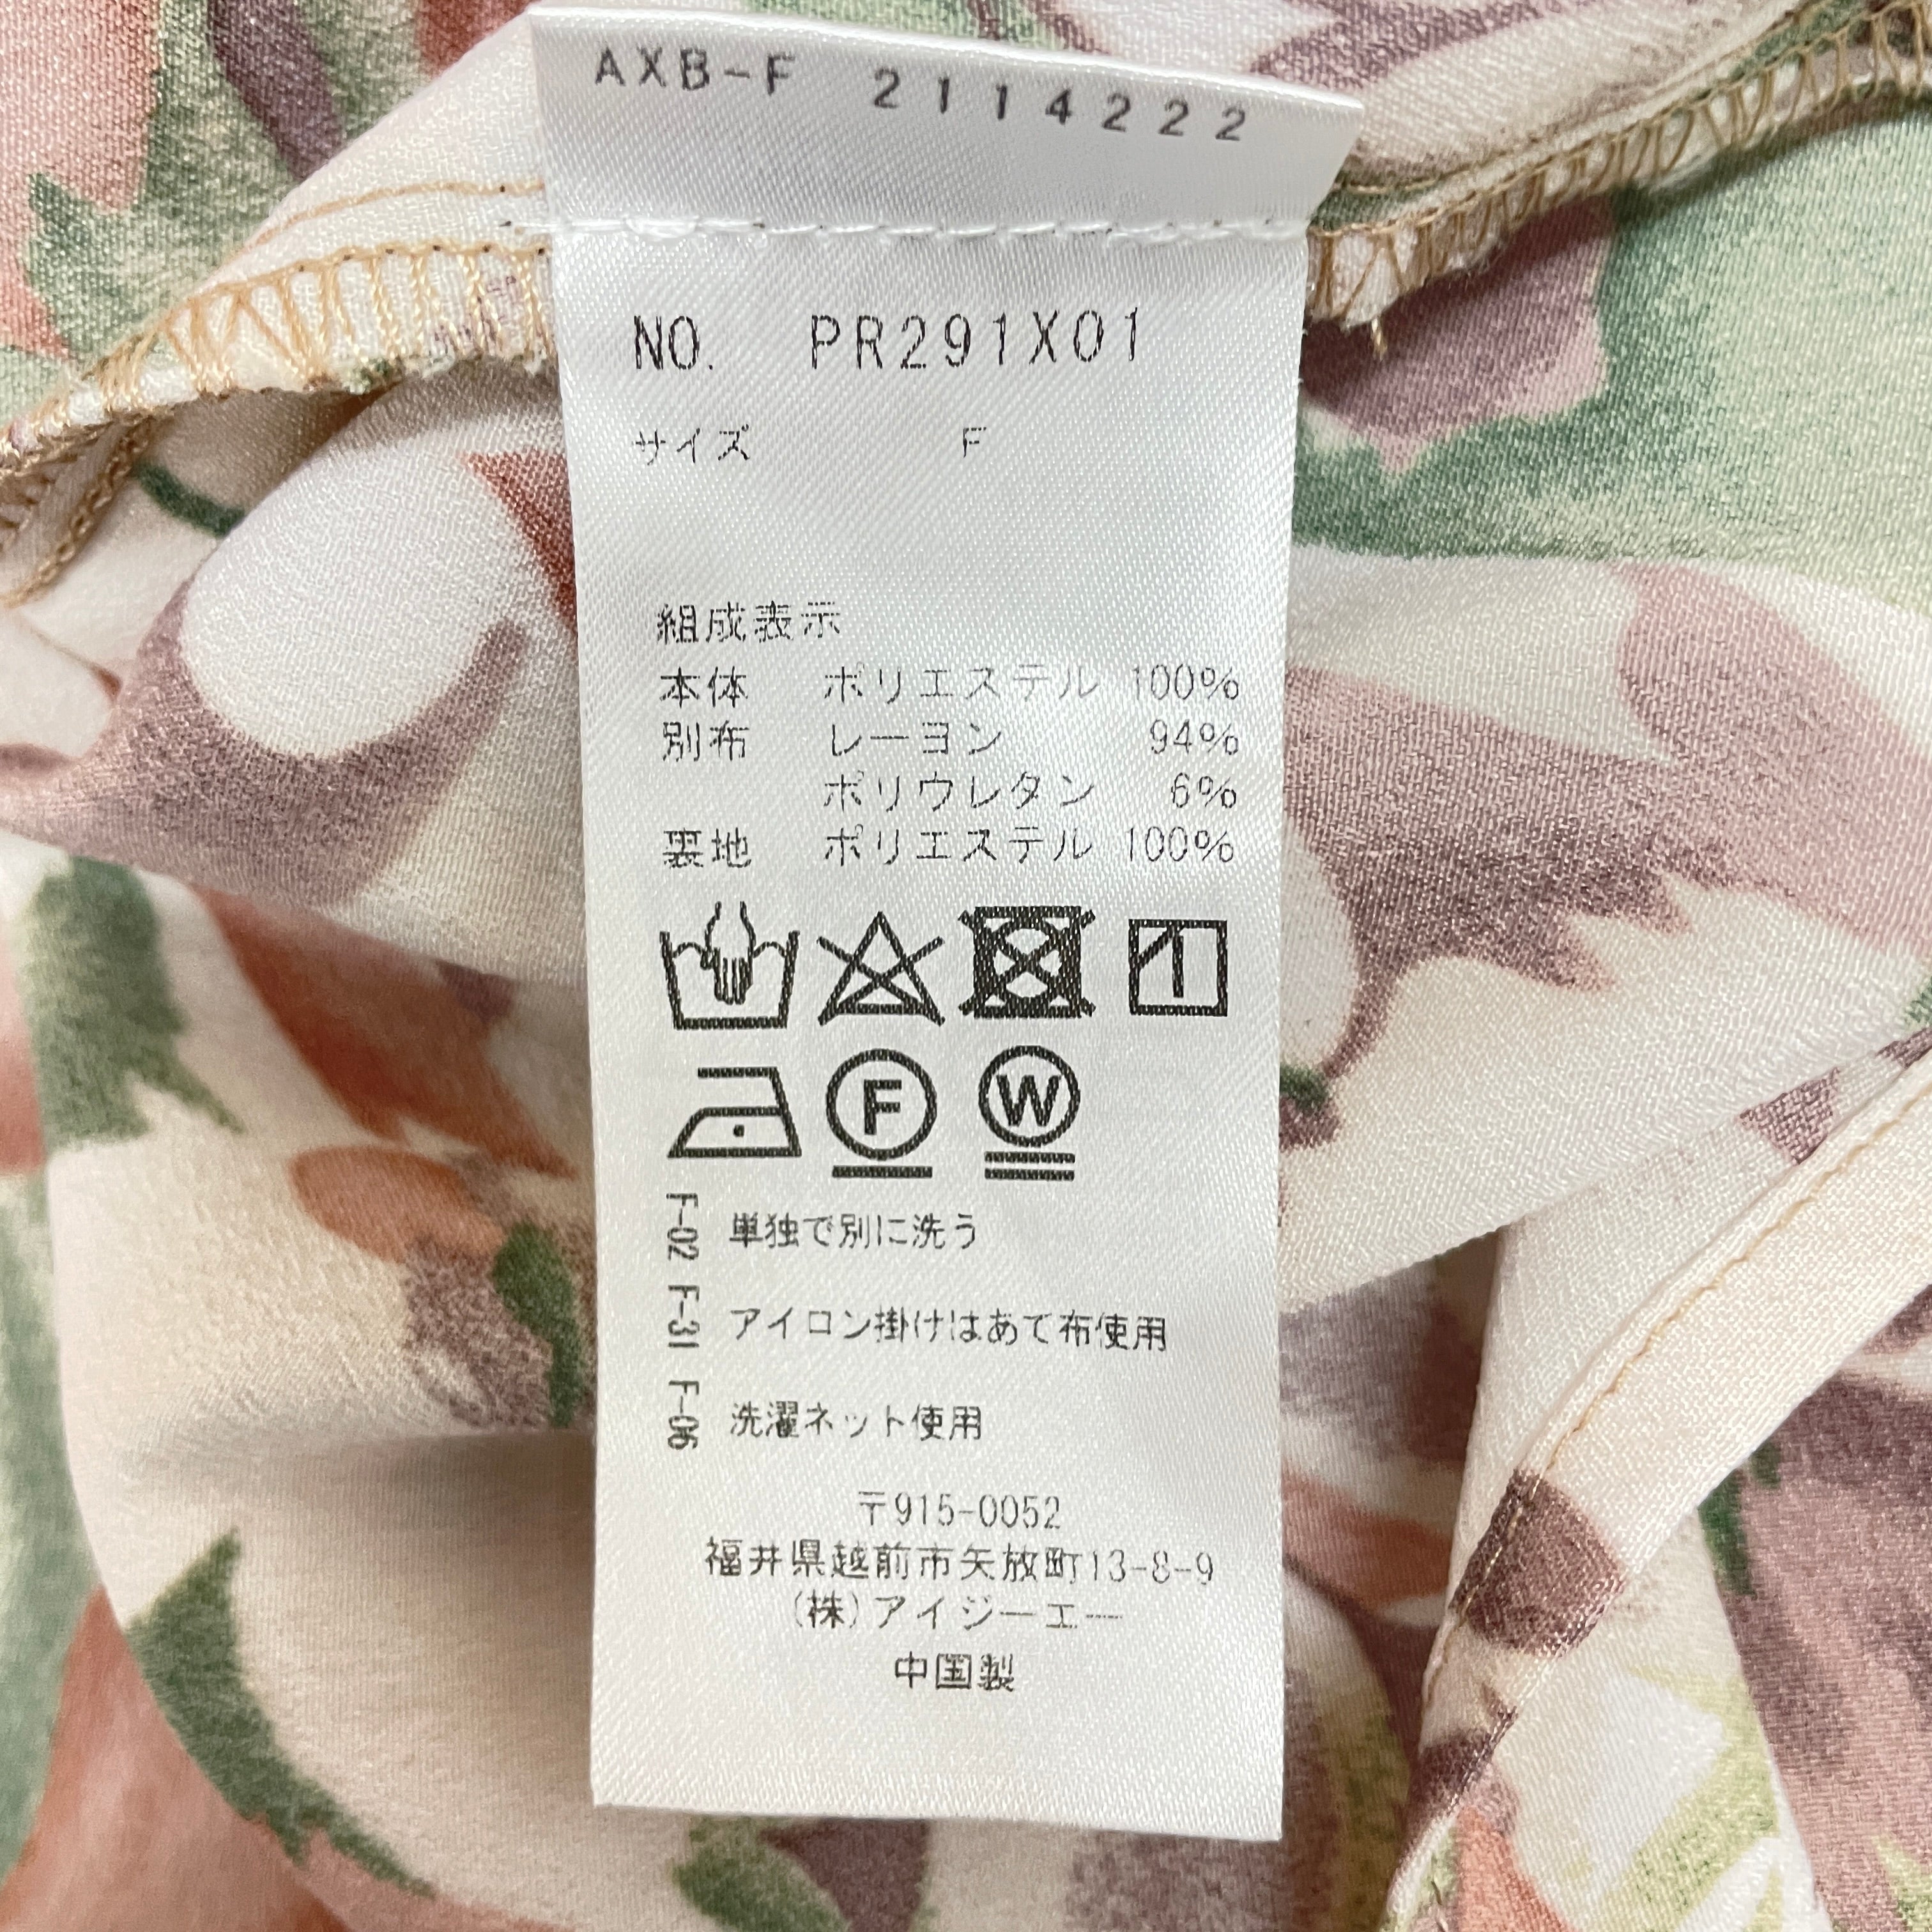 AXB-F 2114222
NO. PR291X01
サイズ F
組成表示
本体 ポリエステル 100%
別布 レーヨン 94%
ポリウレタン 6%
裏地 ポリエステル 100%
F
W
F-02 単独で別に洗う
F-31 アイロン掛けはあて布使用
F-06 洗濯ネット使用
〒915-0052
福井県越前市矢放町13-8-9
(株)アイジーエー
中国製